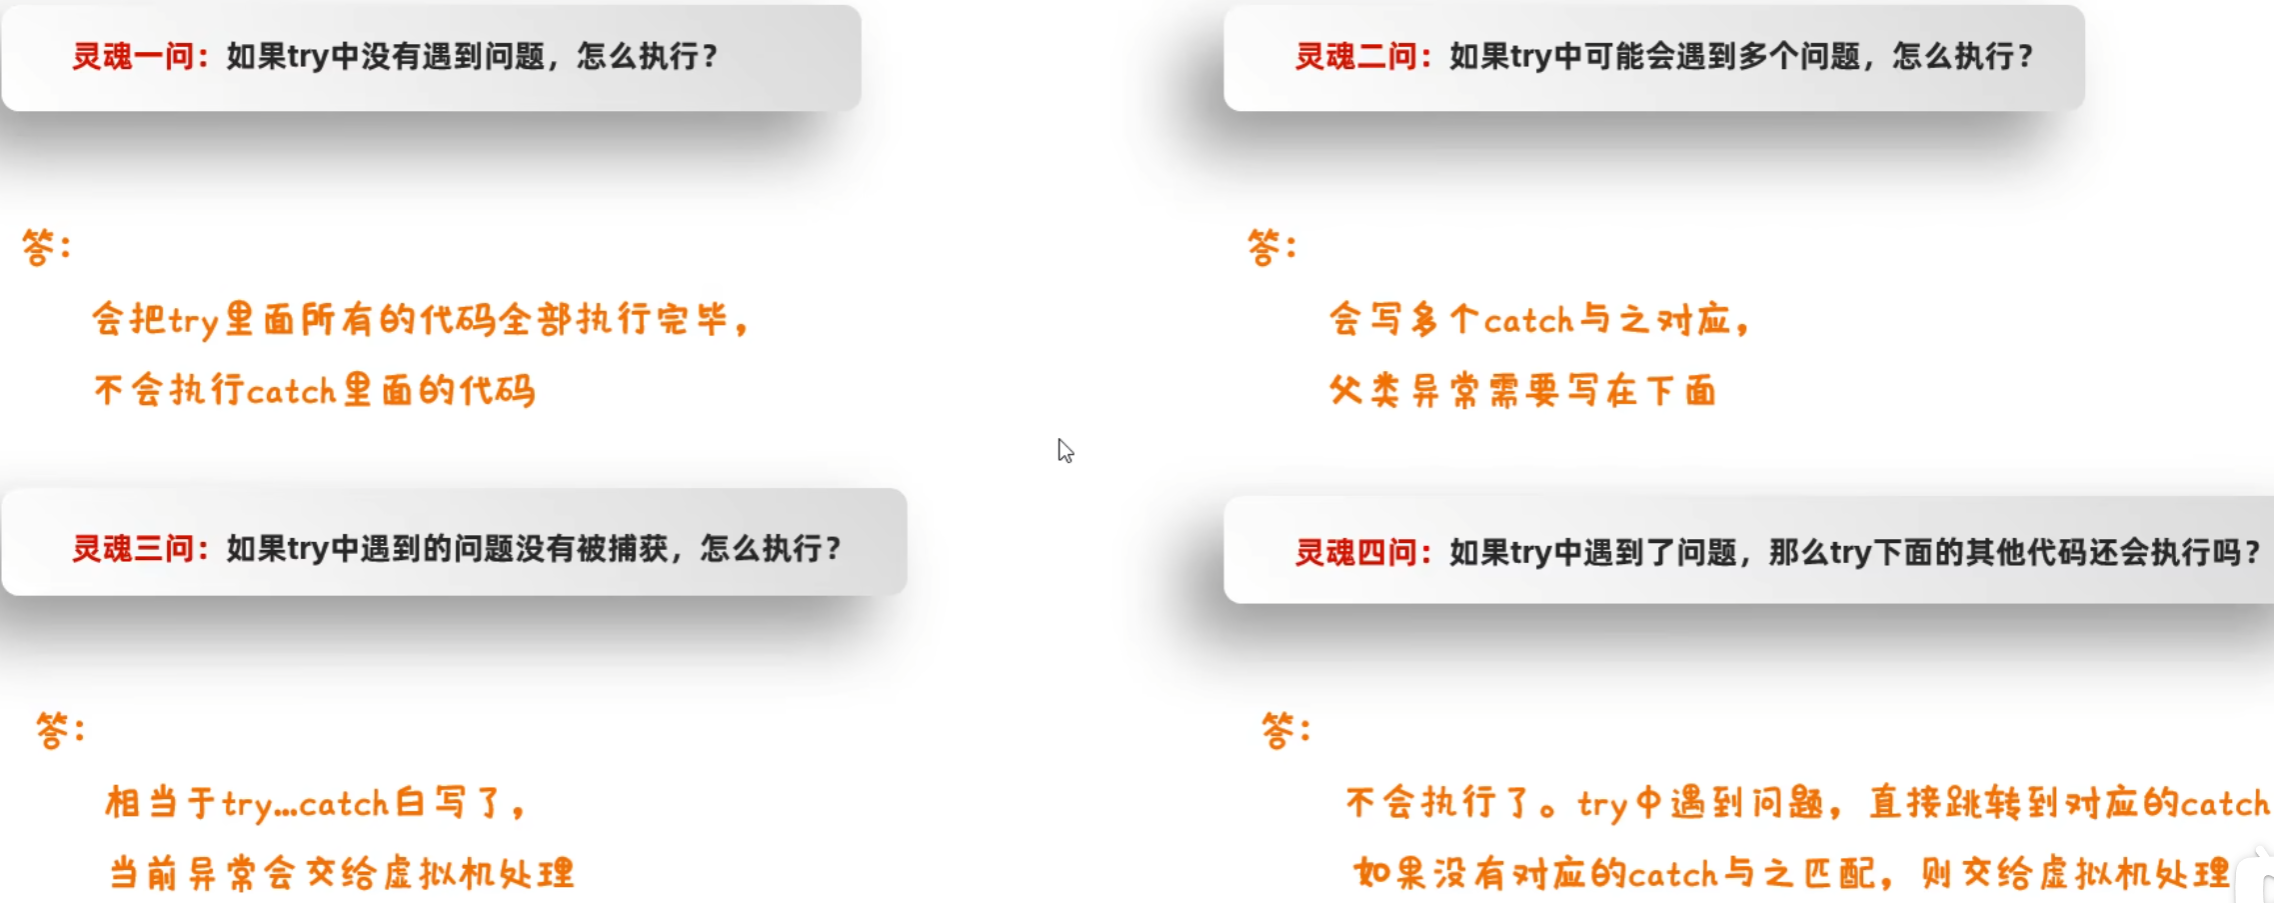 灵魂一问：如果try中没有遇到问题，怎么执行？
答：
会把try里面所有的代码全部执行完毕，
不会执行catch里面的代码
灵魂二问：如果try中可能会遇到多个问题，怎么执行？
答：
会写多个catch与之对应，
父类异常需要写在下面
灵魂三问：如果try中遇到的问题没有被捕获，怎么执行？
答：
相当于try...catch白写了，
当前异常会交给虚拟机处理
灵魂四问：如果try中遇到了问题，那么try下面的其他代码还会执行吗？
答：
不会执行了。try中遇到问题，直接跳转到对应的catch
如果没有对应的catch与之匹配，则交给虚拟机处理